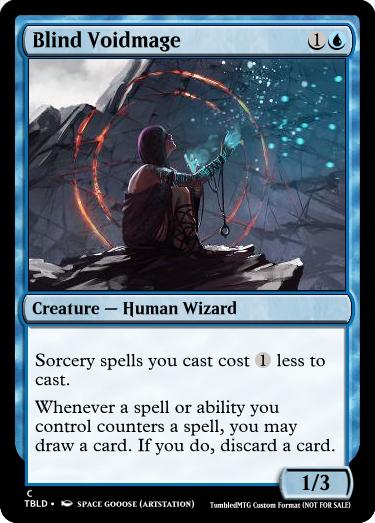 Blind Voidmage 1
Creature — Human Wizard
Sorcery spells you cast cost 1 less to
cast.
Whenever a spell or ability you
control counters a spell, you may
draw a card. If you do, discard a card.
1/3
C
TBLD • SPACE GOOOSE (ARTSTATION)
TumbledMTG Custom Format (NOT FOR SALE)